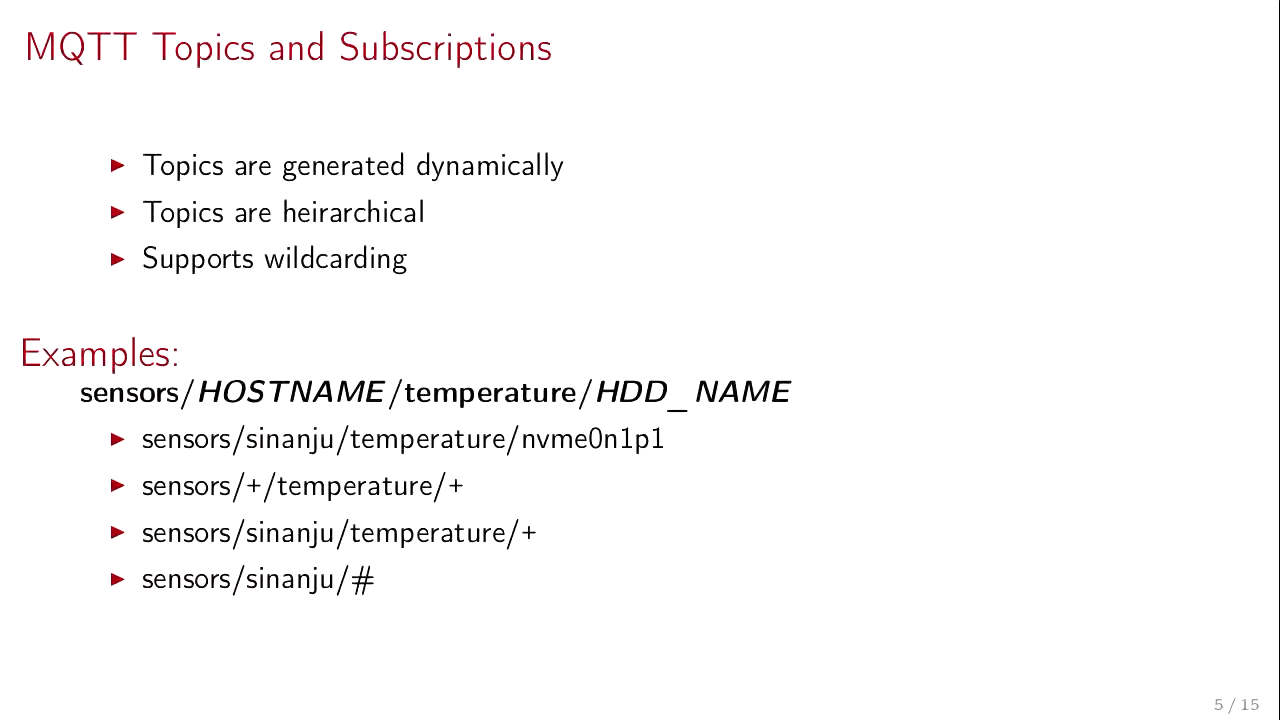 MQTT Topics and Subscriptions
Topics are generated dynamically
Topics are heirarchical
Supports wildcarding
Examples:
sensors/HOSTNAME/temperature/HDD_NAME
sensors/sinanju/temperature/nvme0n1p1
sensors/+/temperature/+
sensors/sinanju/temperature/+
sensors/sinanju/#
5 / 15